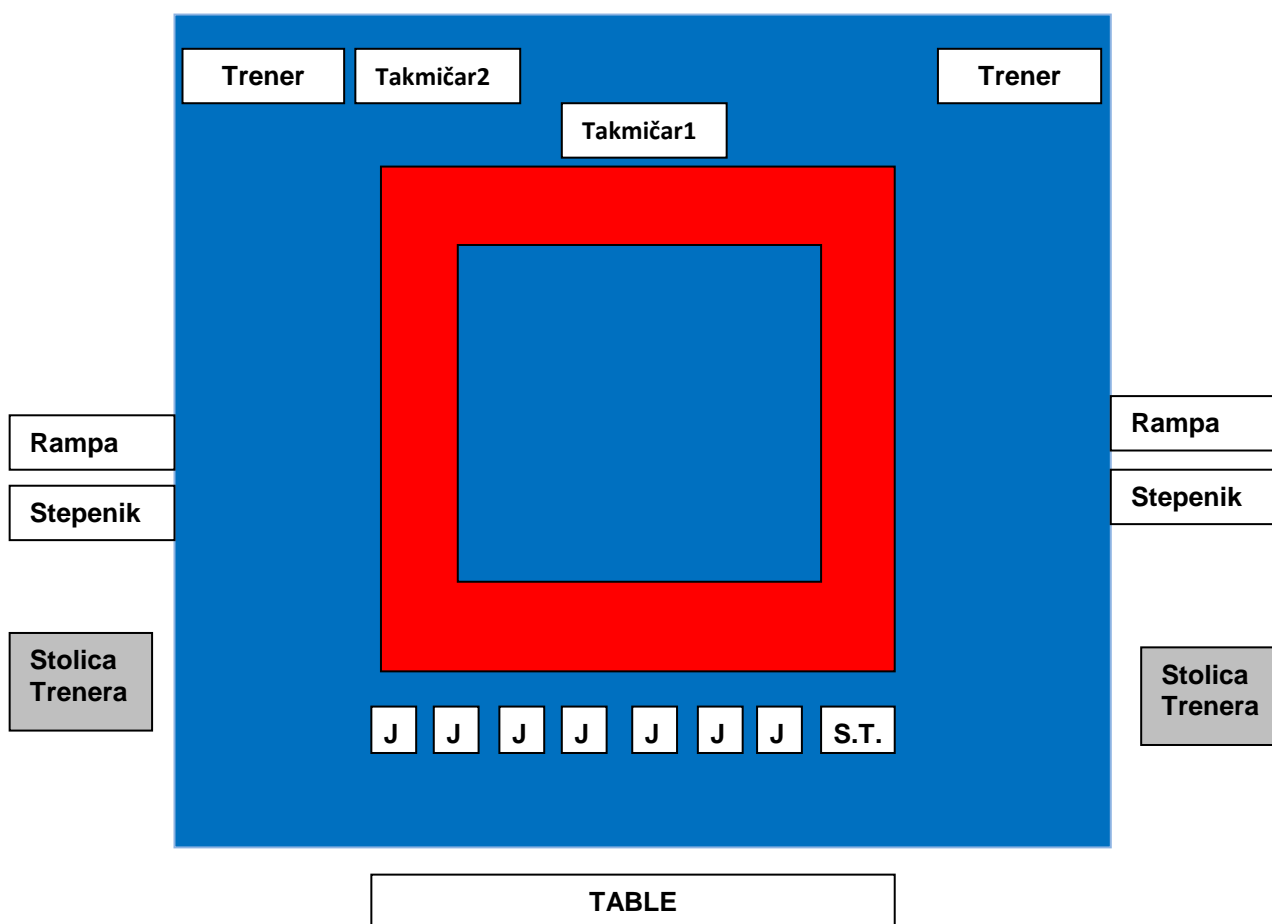 Trener
Takmičar2
Trener
Takmičar1
Rampa
Rampa
Stepenik
Stepenik
Stolica
Trenera
Stolica
Trenera
J J J J J J J S.T.
TABLE